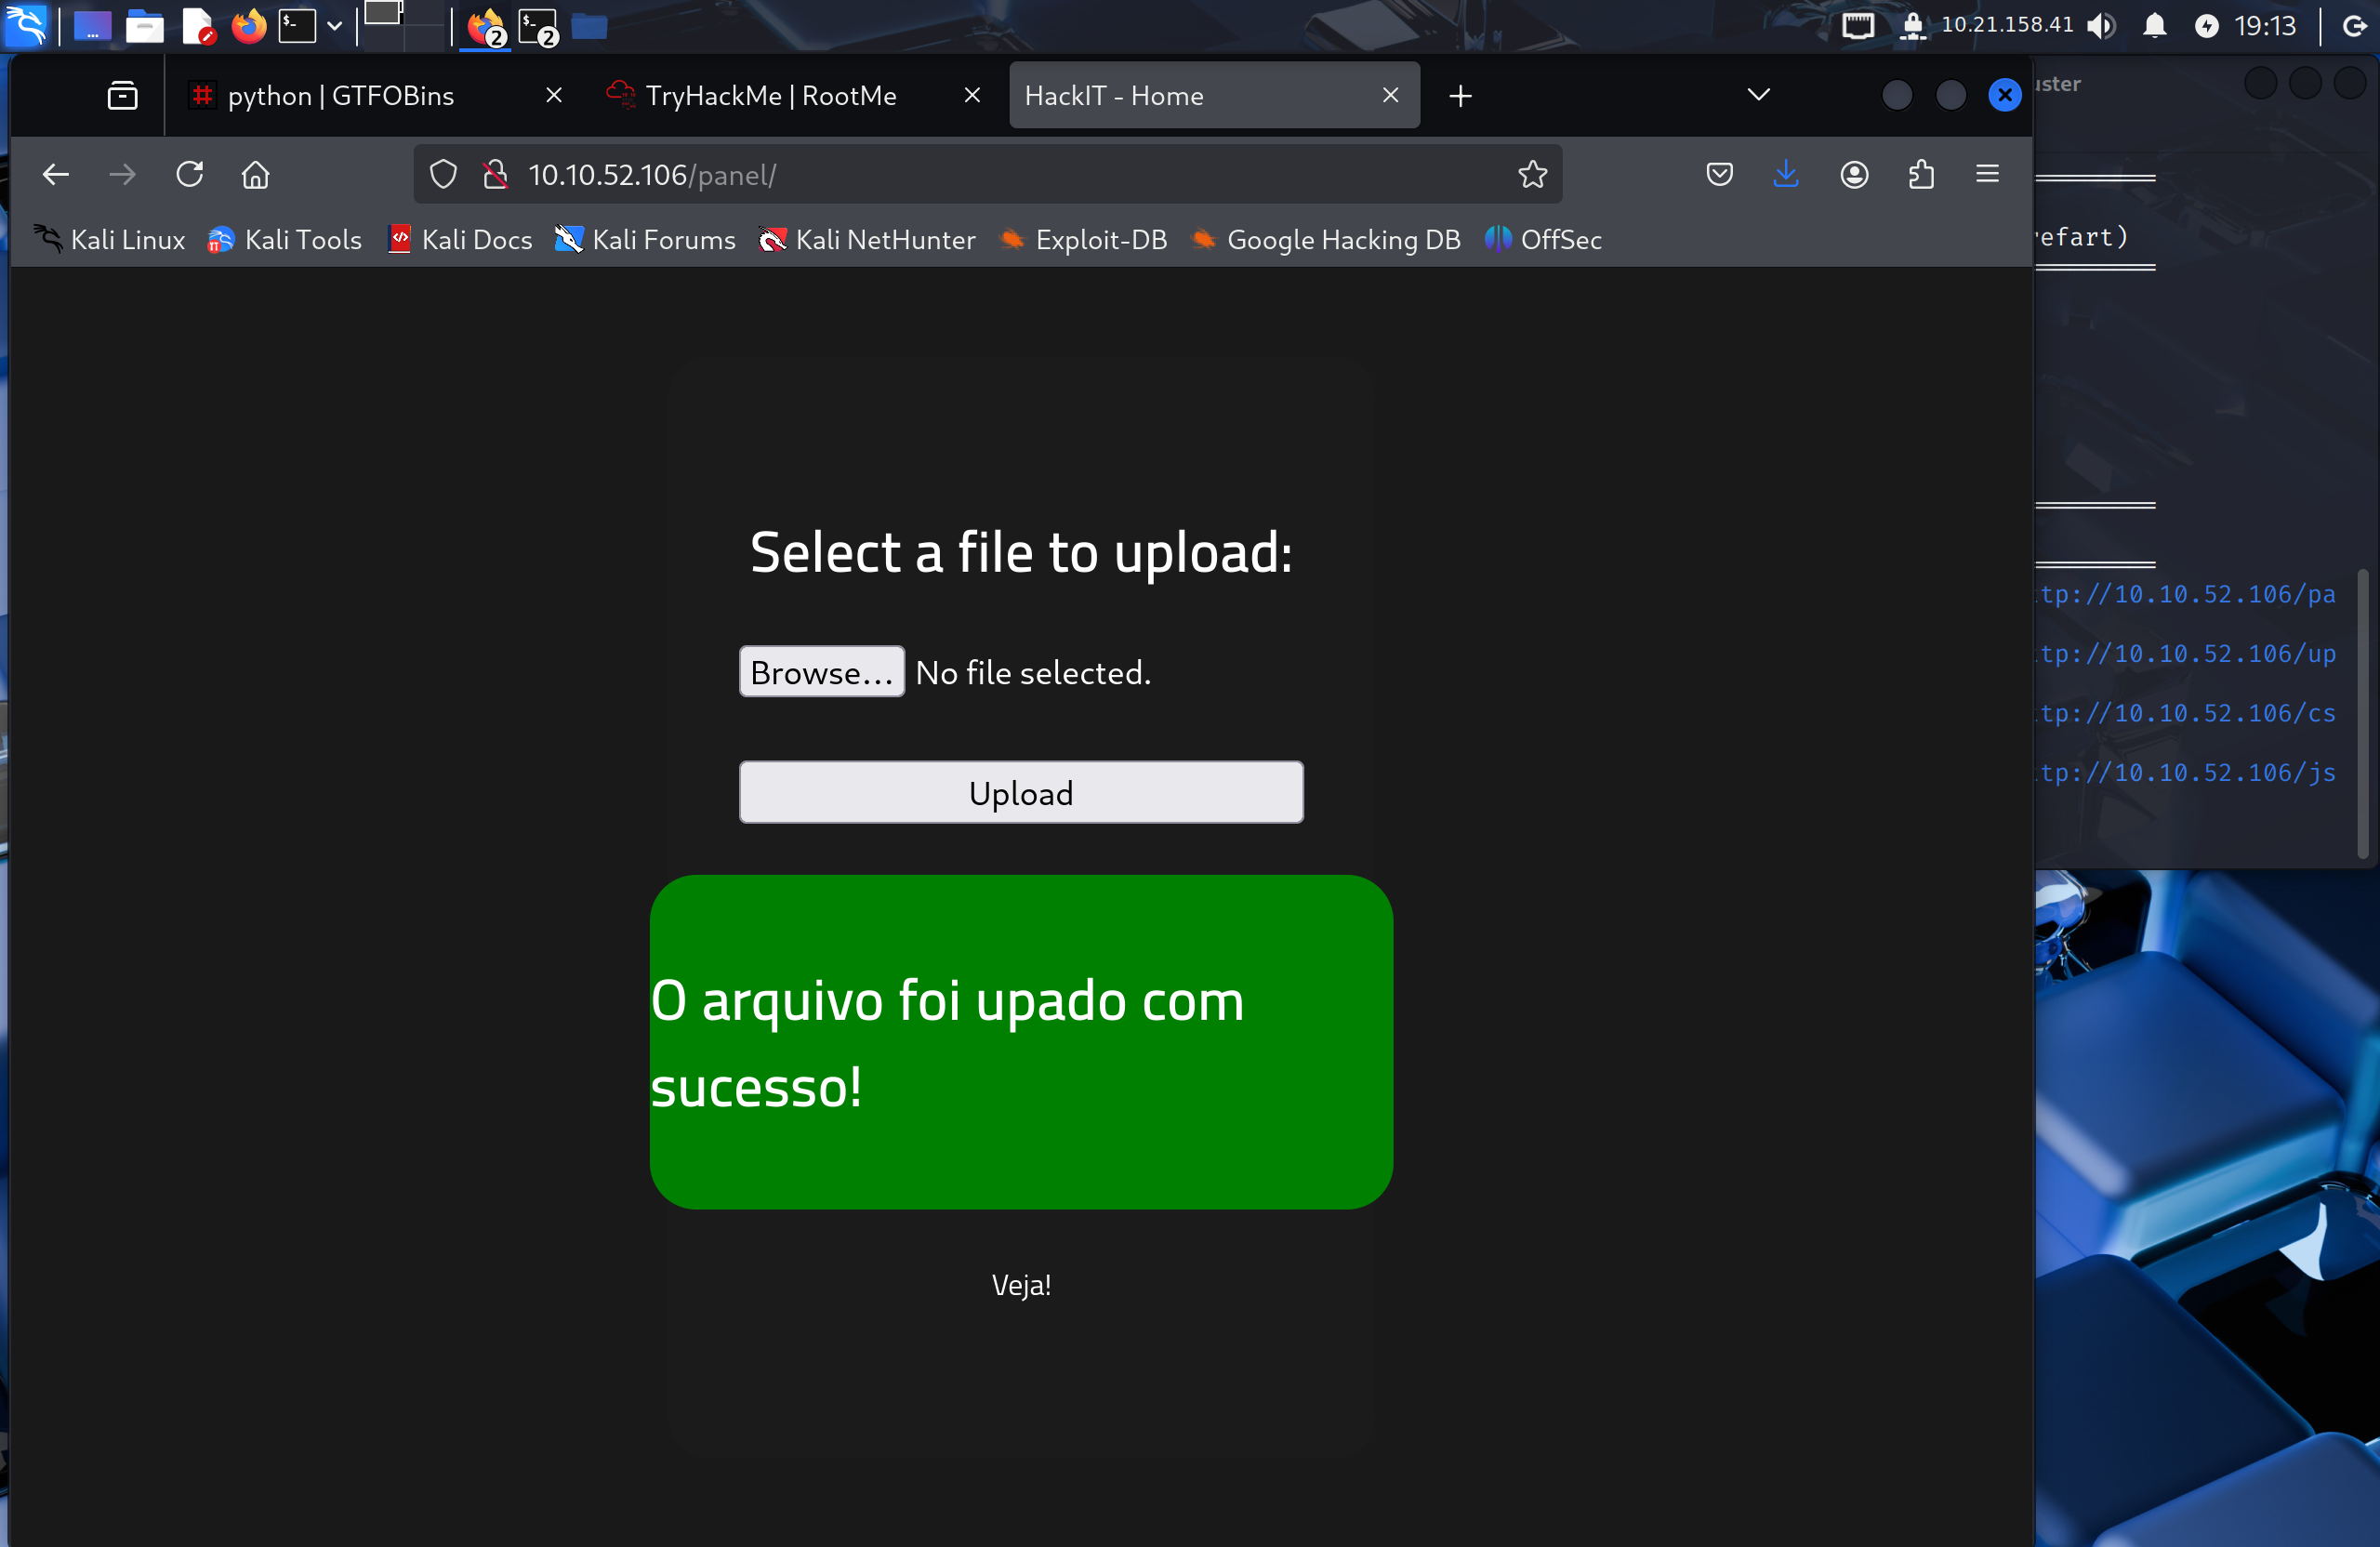 10.21.158.41
19:13
2
2
python | GTFOBins
TryHackMe | RootMe
HackIT - Home
10.10.52.106/panel/
Kali Linux
Kali Tools
Kali Docs
Kali Forums
Kali NetHunter
Exploit-DB
Google Hacking DB
OffSec
Select a file to upload:
Browse...
No file selected.
Upload
O arquivo foi upado com
sucesso!
Veja!
uster
efart)
tp://10.10.52.106/pa
tp://10.10.52.106/up
tp://10.10.52.106/cs
tp://10.10.52.106/js